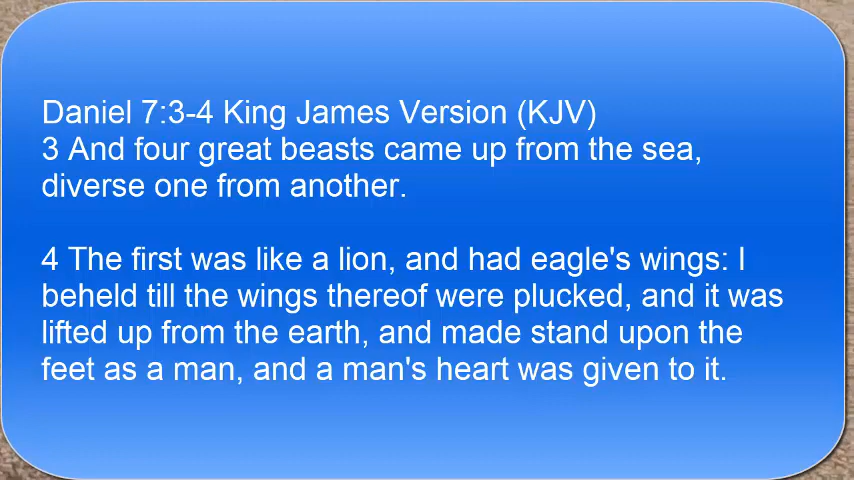 Daniel 7:3-4 King James Version (KJV)
3 And four great beasts came up from the sea,
diverse one from another.
4 The first was like a lion, and had eagle's wings: I
beheld till the wings thereof were plucked, and it was
lifted up from the earth, and made stand upon the
feet as a man, and a man's heart was given to it.